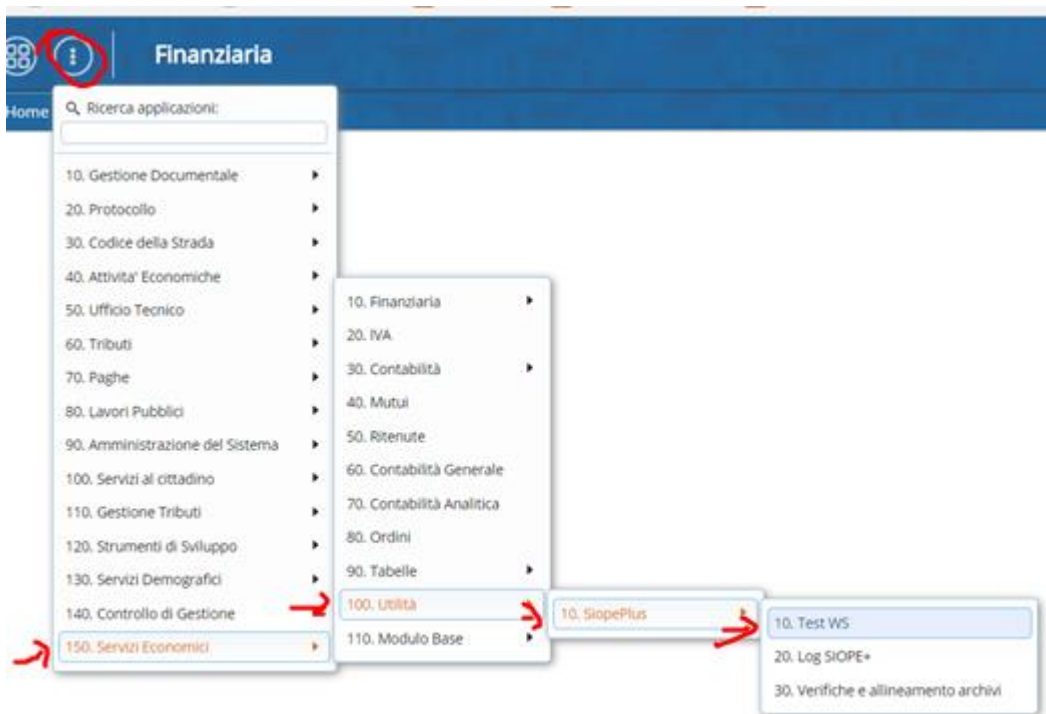 Finanziaria
Home
Ricerca applicazioni:
10. Gestione Documentale
20. Protocollo
30. Codice della Strada
40. Attivita' Economiche
50. Ufficio Tecnico
60. Tributi
70. Paghe
80. Lavori Pubblici
90. Amministrazione del Sistema
100. Servizi al cittadino
110. Gestione Tributi
120. Strumenti di Sviluppo
130. Servizi Demografici
140. Controllo di Gestione
150. Servizi Economici
10. Finanziaria
20. IVA
30. Contabilità
40. Mutui
50. Ritenute
60. Contabilità Generale
70. Contabilità Analitica
80. Ordini
90. Tabelle
100. Utilità
110. Modulo Base
10. SiopePlus
10. Test WS
20. Log SIOPE+
30. Verifiche e allineamento archivi